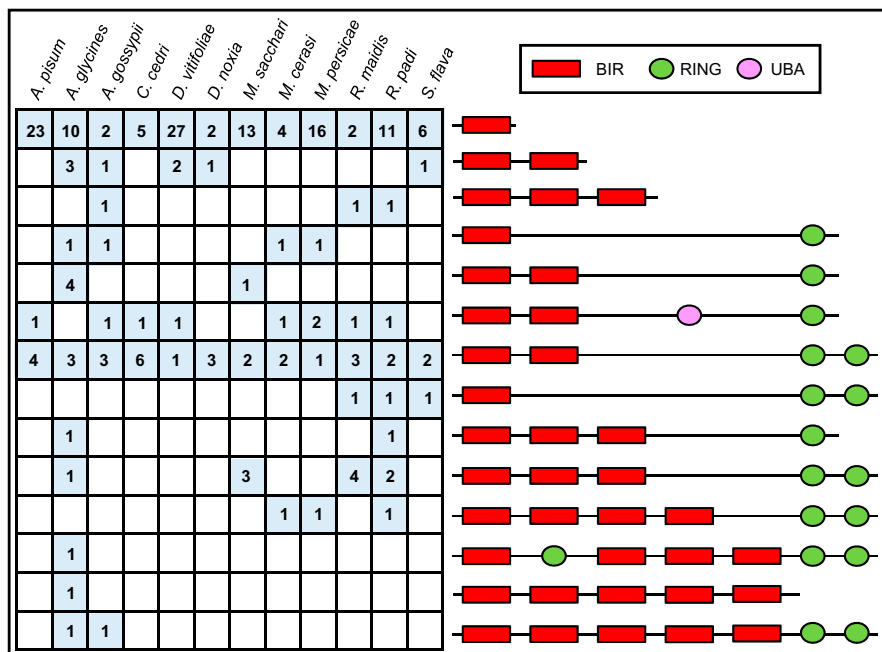 A. pisum A. glycines A. gossypii C. cedri D. vitifoliae D. noxia M. sacchari M. cerasi M. persicae R. maidis R. padi S. flava
BIR RING UBA
23 10 2 5 27 2 13 4 16 2 11 6
3 1 2 1 1
1 1 1
1 1 1 1
4 1
1 1 1 1 1 2 1 1
4 3 3 6 1 3 2 2 1 3 2 2
1 1 1
1 1
1 3 4 2
1 1 1
1
1
1 1